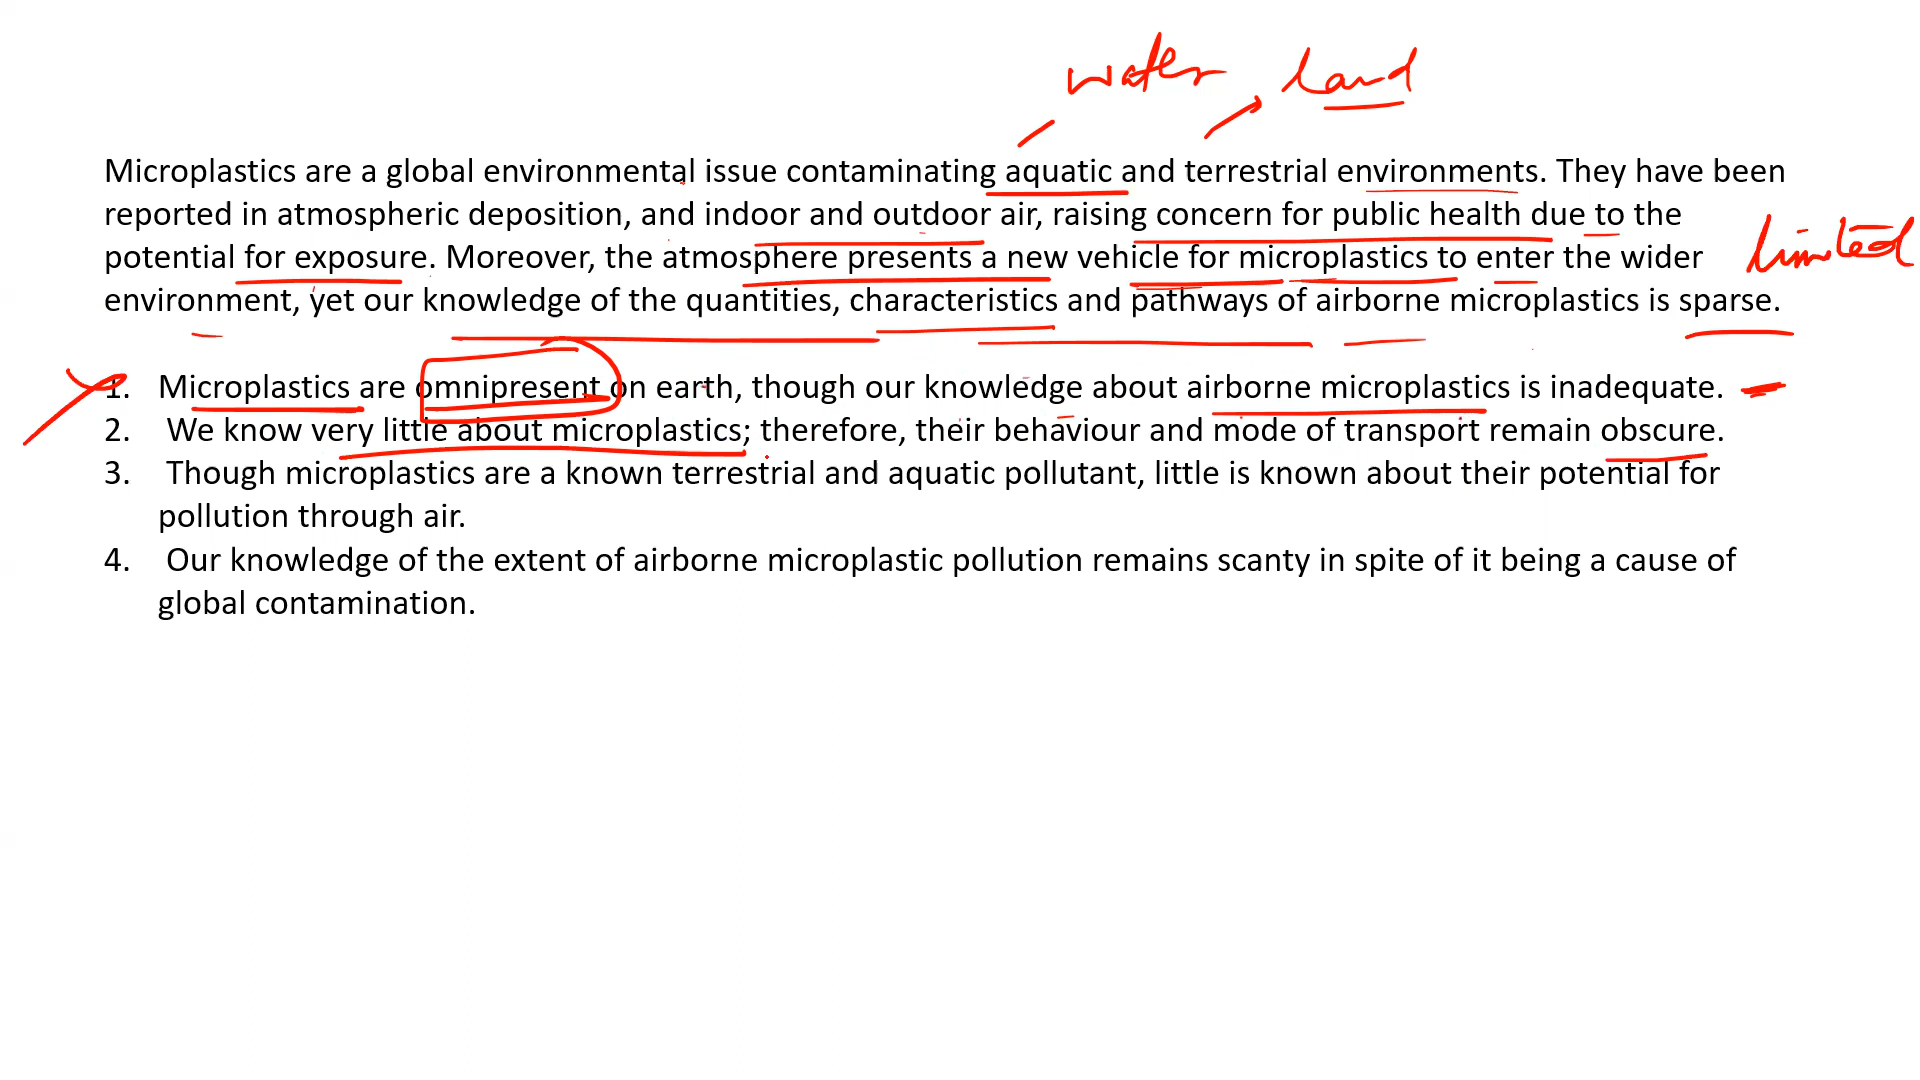 water land
Microplastics are a global environmental issue contaminating aquatic and terrestrial environments. They have been
reported in atmospheric deposition, and indoor and outdoor air, raising concern for public health due to the
potential for exposure. Moreover, the atmosphere presents a new vehicle for microplastics to enter the wider
limited
environment, yet our knowledge of the quantities, characteristics and pathways of airborne microplastics is sparse.
1. Microplastics are omnipresent on earth, though our knowledge about airborne microplastics is inadequate.
2. We know very little about microplastics; therefore, their behaviour and mode of transport remain obscure.
3. Though microplastics are a known terrestrial and aquatic pollutant, little is known about their potential for
pollution through air.
4. Our knowledge of the extent of airborne microplastic pollution remains scanty in spite of it being a cause of
global contamination.